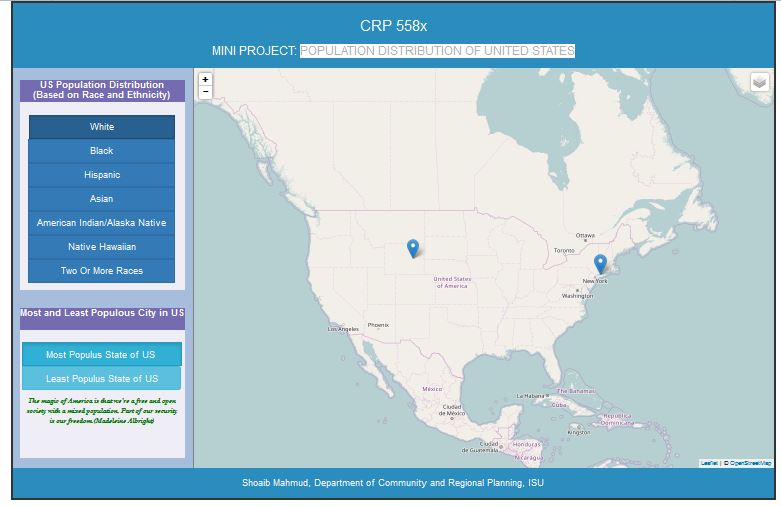 CRP 558x
MINI PROJECT: POPULATION DISTRIBUTION OF UNITED STATES
US Population Distribution
(Based on Race and Ethnicity)
White
Black
Hispanic
Asian
American Indian/Alaska Native
Native Hawaiian
Two Or More Races
Most and Least Populous City in US
Most Populus State of US
Least Populus State of US
The magic of America is that we're a free and open
society with a mixed population. Part of our security
is our freedom.(Madeleine Albright)
+
−
Ottawa
Toronto
New York
Washington
United States
of America
Los Angeles
Phoenix
México
Ciudad
de México
La Habana
Cuba
The Bahamas
Kingston
República
Dominicana
Ciudad
de Guatemala
Honduras
Nicaragua
Leaflet | © OpenStreetMap
Shoaib Mahmud, Department of Community and Regional Planning, ISU